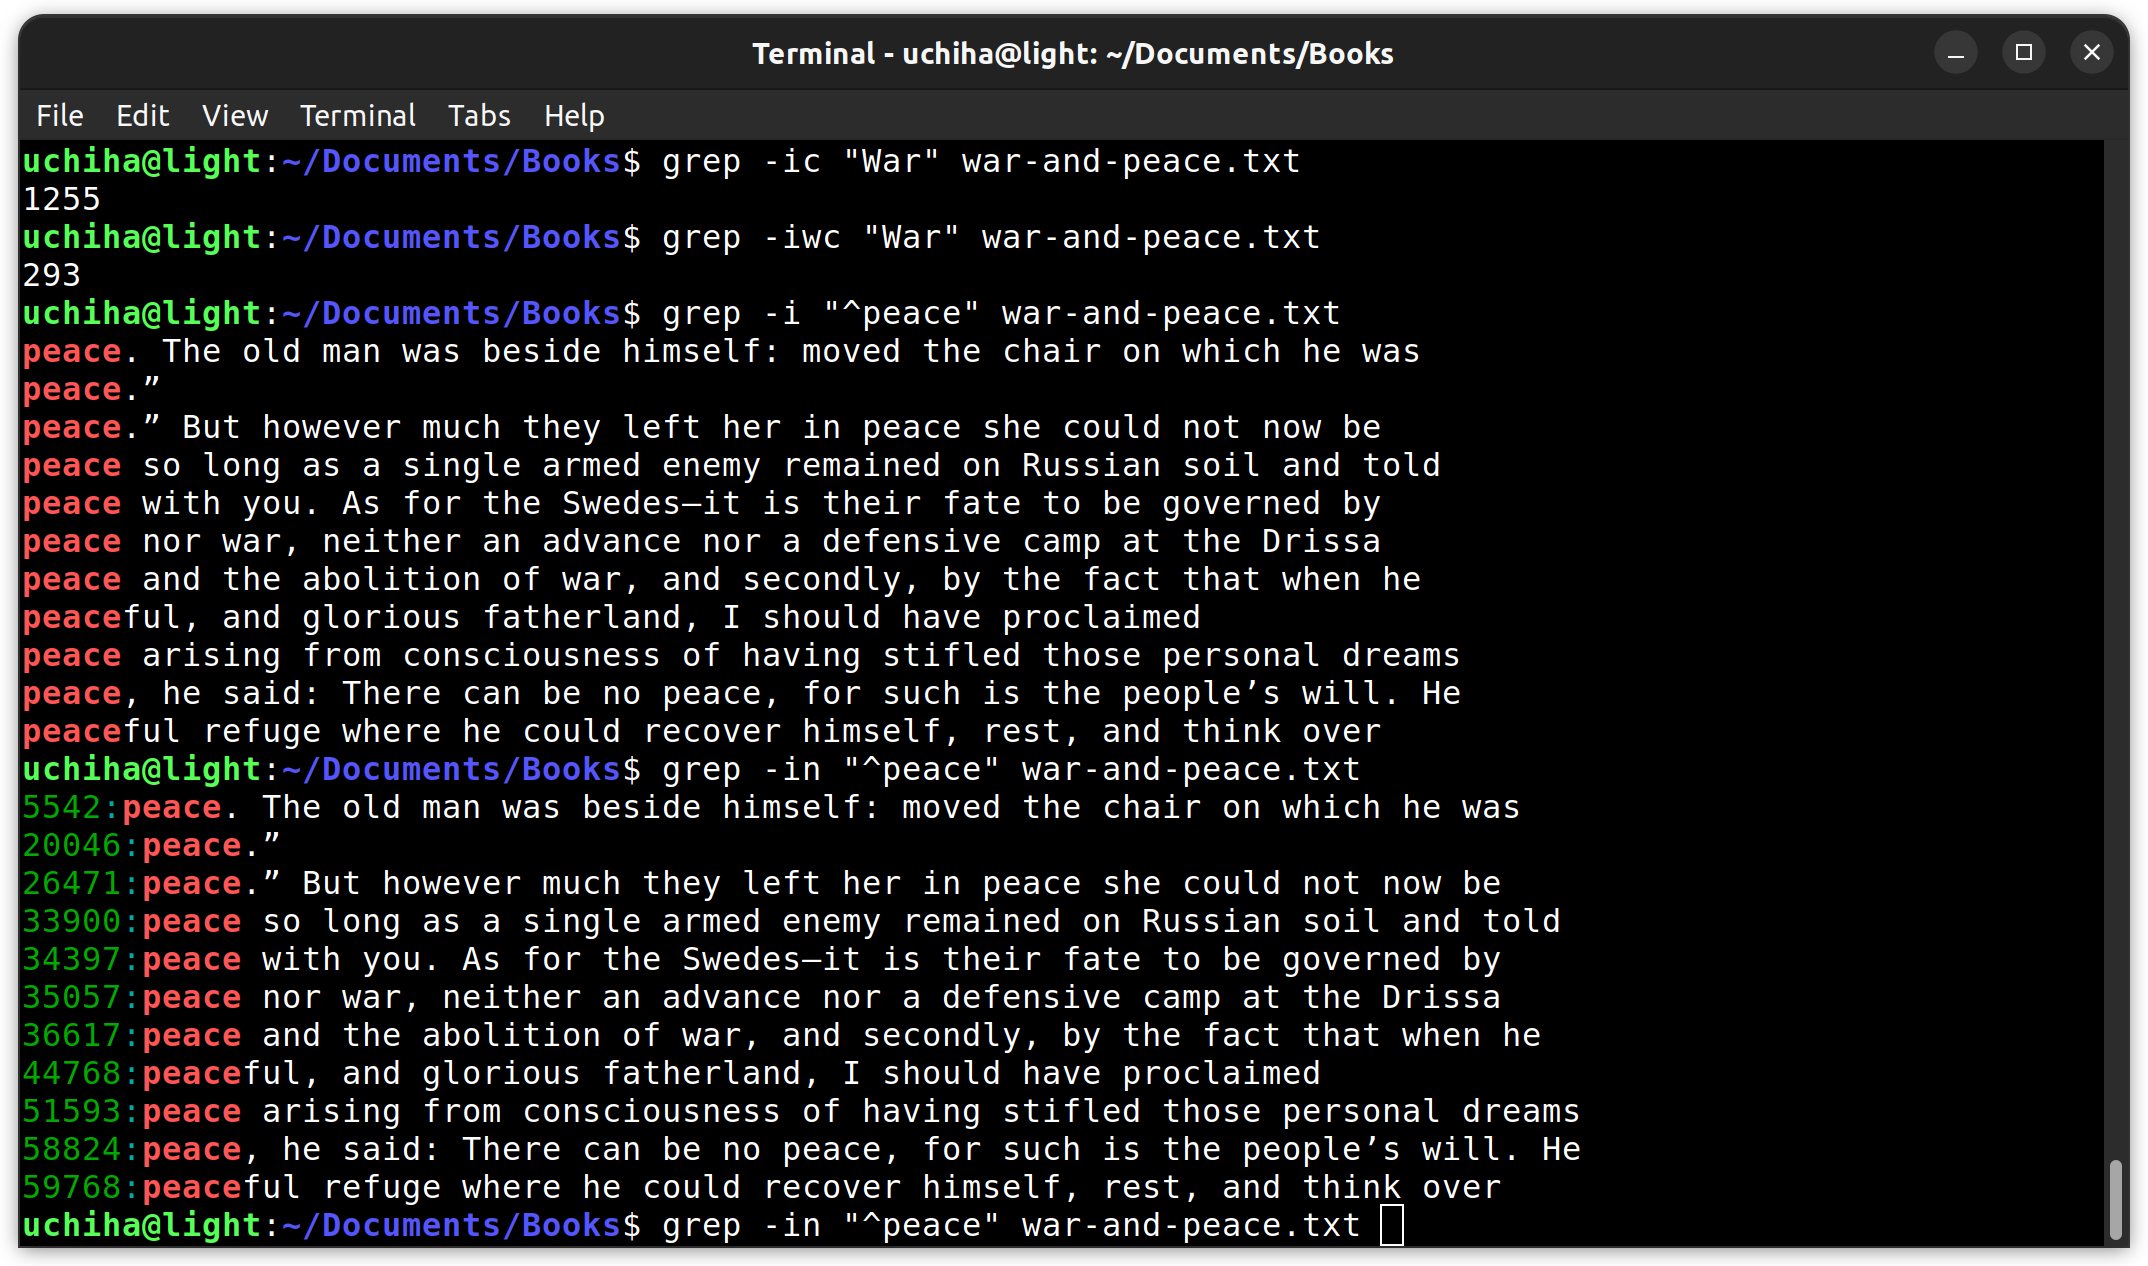 Terminal - uchiha@light: ~/Documents/Books
File Edit View Terminal Tabs Help
uchiha@light:~/Documents/Books$ grep -ic "War" war-and-peace.txt
1255
uchiha@light:~/Documents/Books$ grep -iwc "War" war-and-peace.txt
293
uchiha@light:~/Documents/Books$ grep -i "^peace" war-and-peace.txt
peace. The old man was beside himself: moved the chair on which he was
peace.”
peace.” But however much they left her in peace she could not now be
peace so long as a single armed enemy remained on Russian soil and told
peace with you. As for the Swedes—it is their fate to be governed by
peace nor war, neither an advance nor a defensive camp at the Drissa
peace and the abolition of war, and secondly, by the fact that when he
peaceful, and glorious fatherland, I should have proclaimed
peace arising from consciousness of having stifled those personal dreams
peace, he said: There can be no peace, for such is the people’s will. He
peaceful refuge where he could recover himself, rest, and think over
uchiha@light:~/Documents/Books$ grep -in "^peace" war-and-peace.txt
5542:peace. The old man was beside himself: moved the chair on which he was
20046:peace.”
26471:peace.” But however much they left her in peace she could not now be
33900:peace so long as a single armed enemy remained on Russian soil and told
34397:peace with you. As for the Swedes—it is their fate to be governed by
35057:peace nor war, neither an advance nor a defensive camp at the Drissa
36617:peace and the abolition of war, and secondly, by the fact that when he
44768:peaceful, and glorious fatherland, I should have proclaimed
51593:peace arising from consciousness of having stifled those personal dreams
58824:peace, he said: There can be no peace, for such is the people’s will. He
59768:peaceful refuge where he could recover himself, rest, and think over
uchiha@light:~/Documents/Books$ grep -in "^peace" war-and-peace.txt